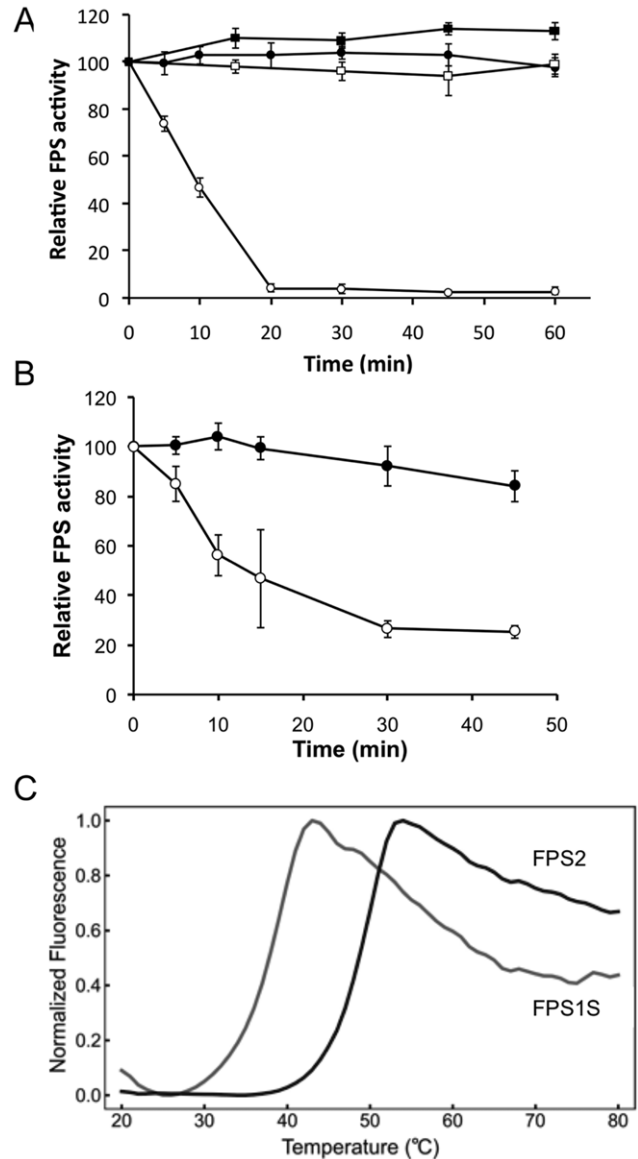 A
120
100
80
60
40
20
0
Relative FPS activity
0 10 20 30 40 50 60
Time (min)
B
120
100
80
60
40
20
0
Relative FPS activity
0 10 20 30 40 50
Time (min)
C
1.0
0.8
0.6
0.4
0.2
0.0
Normalized Fluorescence
FPS2
FPS1S
20 30 40 50 60 70 80
Temperature (℃)